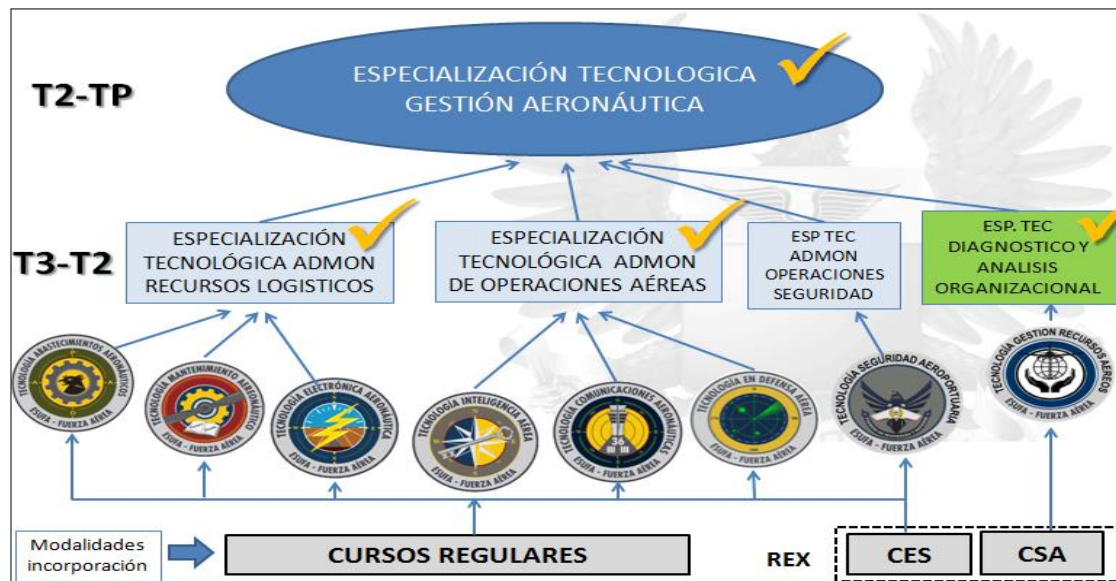 ESPECIALIZACIÓN TECNOLOGICA
GESTIÓN AERONÁUTICA
T2-TP
T3-T2
ESPECIALIZACIÓN
TECNOLÓGICA ADMON
RECURSOS LOGISTICOS
ESPECIALIZACIÓN
TECNOLÓGICA ADMON
DE OPERACIONES AÉREAS
ESP TEC
ADMON
OPERACIONES
SEGURIDAD
ESP. TEC
DIAGNOSTICO Y
ANALISIS
ORGANIZACIONAL
TECNOLOGÍA ABASTECIMIENTOS AERONÁUTICOS
ESUFA - FUERZA AÉREA
TECNOLOGÍA MANTENIMIENTO AERONÁUTICO
ESUFA - FUERZA AÉREA
TECNOLOGÍA ELECTRÓNICA AERONÁUTICA
ESUFA - FUERZA AÉREA
TECNOLOGÍA INTELIGENCIA AÉREA
ESUFA - FUERZA AÉREA
TECNOLOGÍA COMUNICACIONES AERONÁUTICAS
36
ESUFA - FUERZA AÉREA
TECNOLOGÍA EN DEFENSA AÉREA
ESUFA - FUERZA AÉREA
TECNOLOGÍA SEGURIDAD AEROPORTUARIA
ESUFA - FUERZA AÉREA
TECNOLOGÍA GESTION RECURSOS AEREOS
ESUFA - FUERZA AÉREA
Modalidades
incorporación
CURSOS REGULARES
REX
CES
CSA